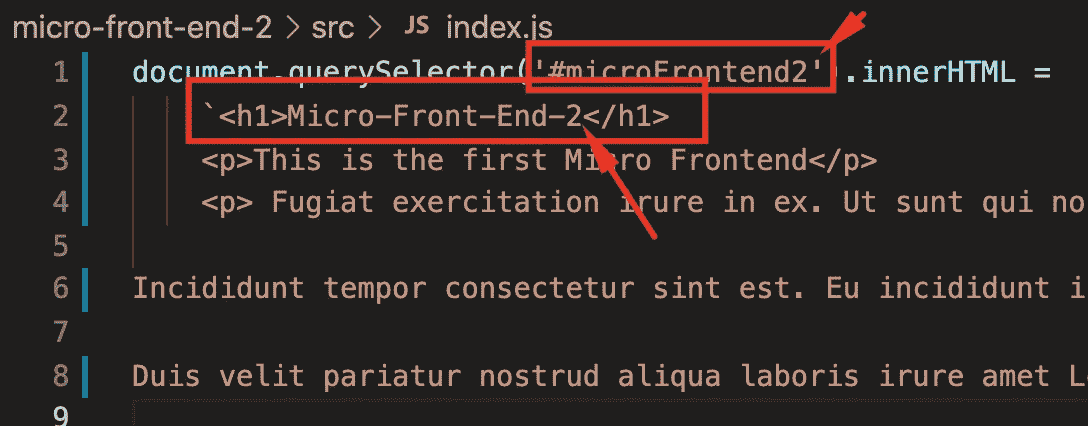 micro-front-end-2 > src > JS index.js
1 document.querySelector('#microFrontend2').innerHTML =
2 `<h1>Micro-Front-End-2</h1>
3 <p>This is the first Micro Frontend</p>
4 <p> Fugiat exercitation irure in ex. Ut sunt qui no
5
6 Incididunt tempor consectetur sint est. Eu incididunt i
7
8 Duis velit pariatur nostrud aliqua laboris irure amet L
9